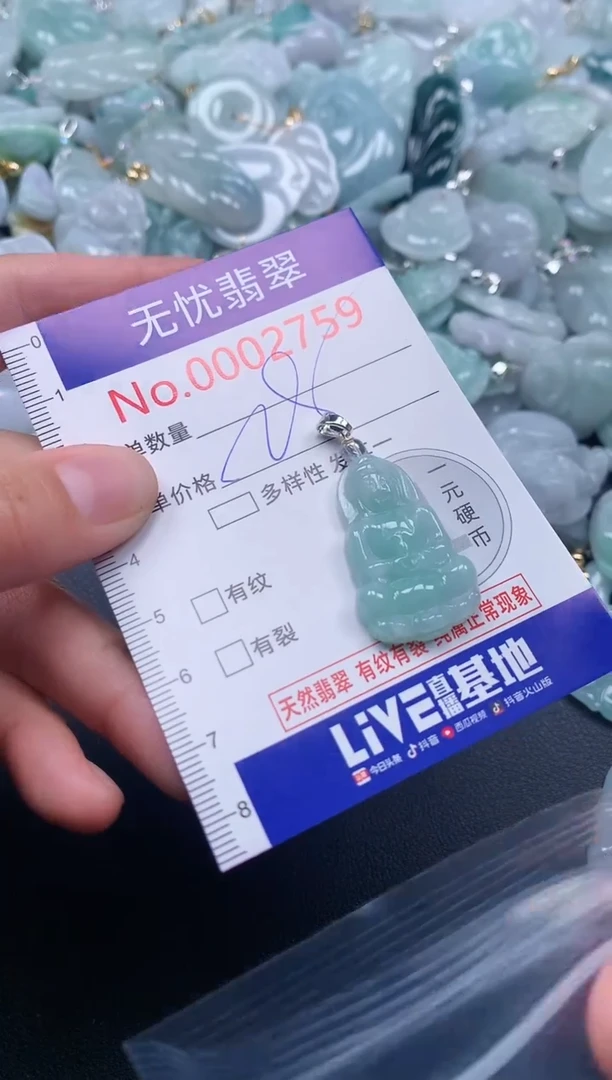 无忧翡翠
No.0002759
单数量
单价格
多样性 发
一元硬币
有纹
有裂
天然翡翠 有纹有裂 纯属正常现象
LIVE直播基地
今日头条 抖音 西瓜视频 抖音火山版
0
1
4
5
6
7
8